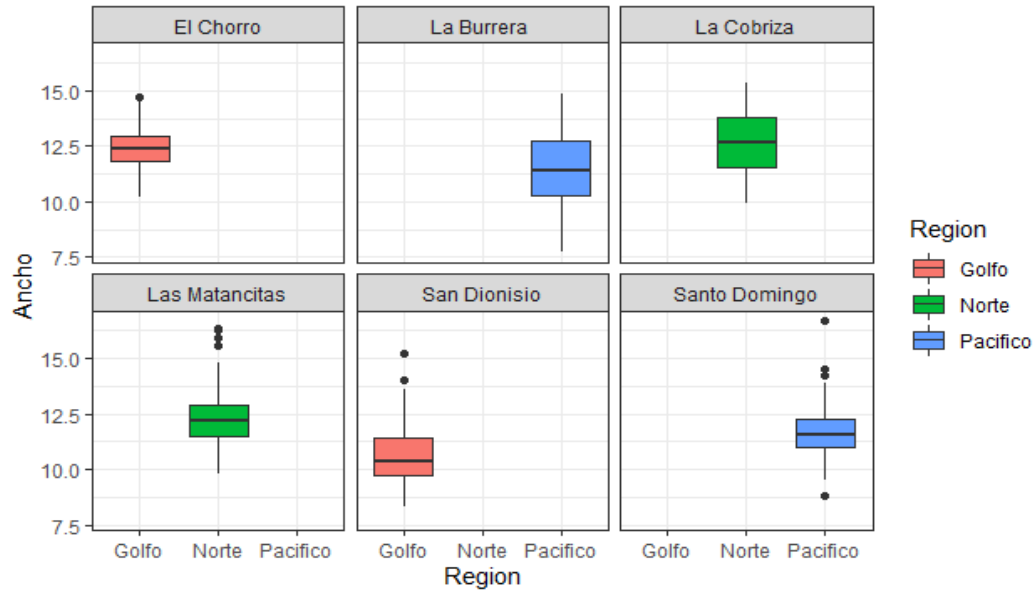 El Chorro La Burrera La Cobriza
15.0
12.5
10.0
7.5
Las Matancitas San Dionisio Santo Domingo
15.0
12.5
10.0
7.5
Golfo Norte Pacifico Golfo Norte Pacifico Golfo Norte Pacifico
Region
Ancho
Region
Golfo
Norte
Pacifico